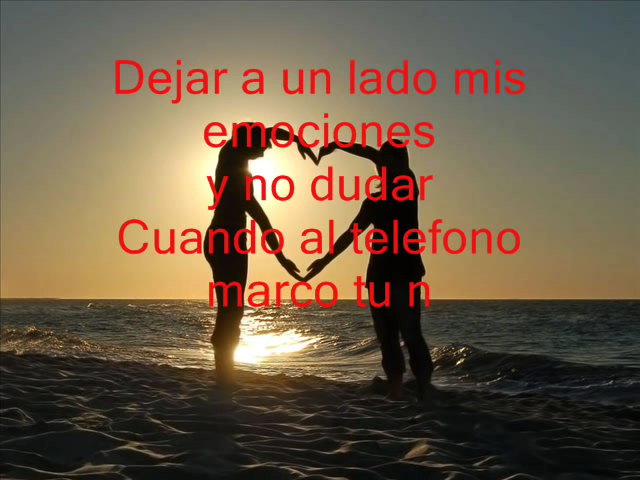 Dejar a un lado mis
emociones
y no dudar
Cuando al telefono
marco tu n